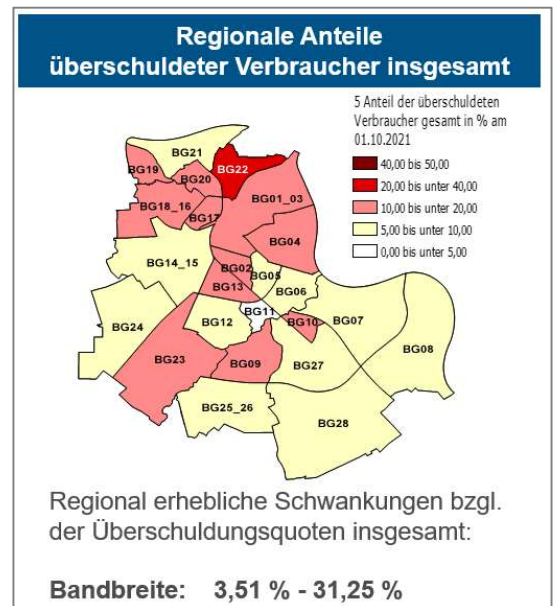 Regionale Anteile
überschuldeter Verbraucher insgesamt
5 Anteil der überschuldeten
Verbraucher gesamt in % am
01.10.2021
40,00 bis 50,00
20,00 bis unter 40,00
10,00 bis unter 20,00
5,00 bis unter 10,00
0,00 bis unter 5,00
BG21
BG19
BG20
BG22
BG18_16
BG17
BG01_03
BG04
BG14_15
BG02
BG05
BG13
BG06
BG24
BG12
BG11
BG10
BG07
BG08
BG23
BG09
BG27
BG25_26
BG28
Regional erhebliche Schwankungen bzgl.
der Überschuldungsquoten insgesamt:
Bandbreite: 3,51 % - 31,25 %